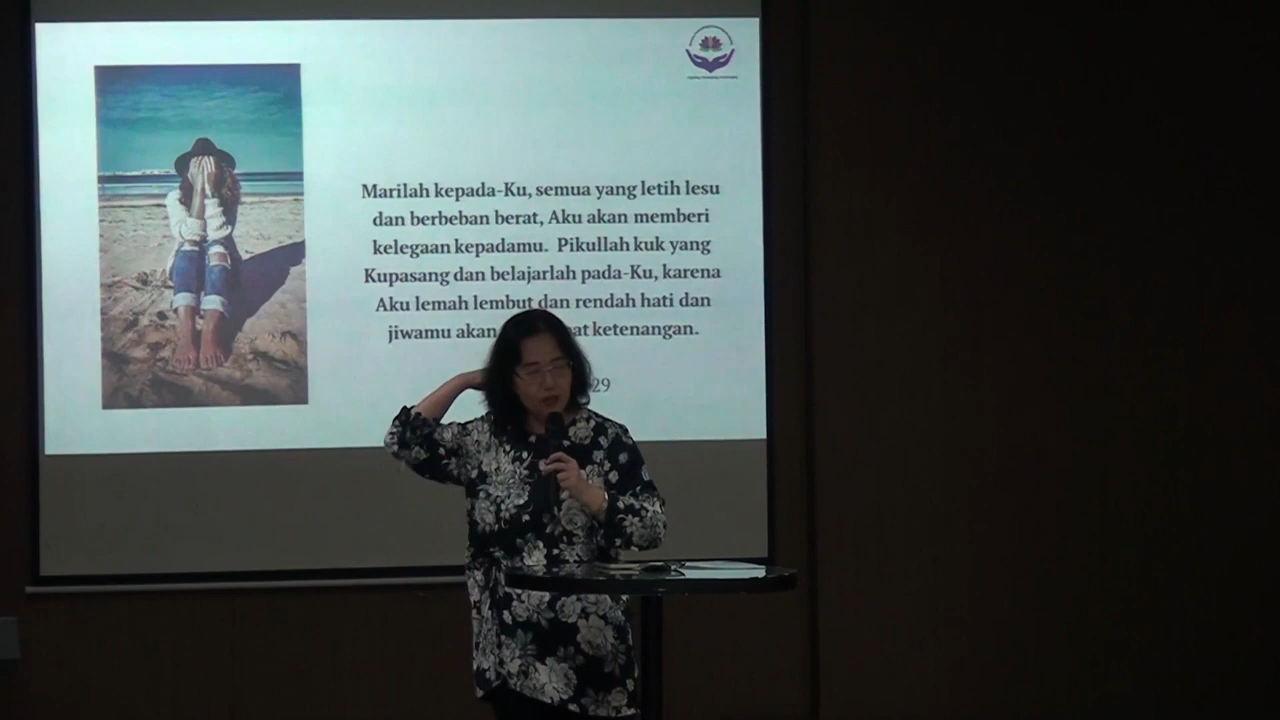 Marilah kepada-Ku, semua yang letih lesu
dan berbeban berat, Aku akan memberi
kelegaan kepadamu. Pikullah kuk yang
Kupasang dan belajarlah pada-Ku, karena
Aku lemah lembut dan rendah hati dan
jiwamu akan ketenangan.
29